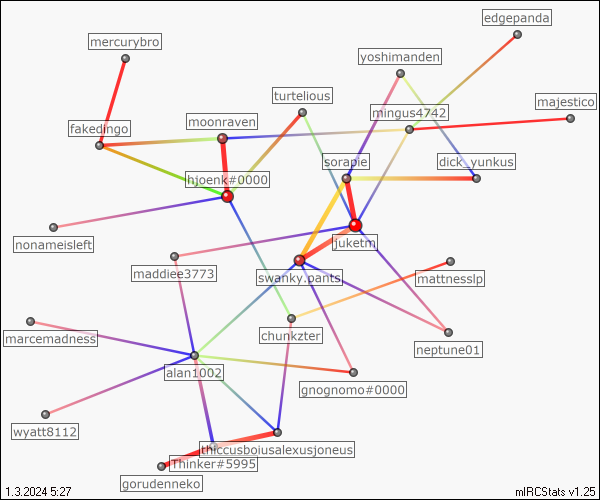 edgepanda
mercurybro
yoshimanden
turtelious
majestico
mingus4742
moonraven
fakedingo
sorapie
dick_yunkus
hjoenk#0000
juketm
nonameisleft
maddiee3773
swanky.pants
mattnesslp
chunkzter
marcemadness
neptune01
alan1002
gnognomo#0000
wyatt8112
thiccusboiusalexusjoneus
Thinker#5995
gorudenneko
1.3.2024 5:27
mIRCStats v1.25